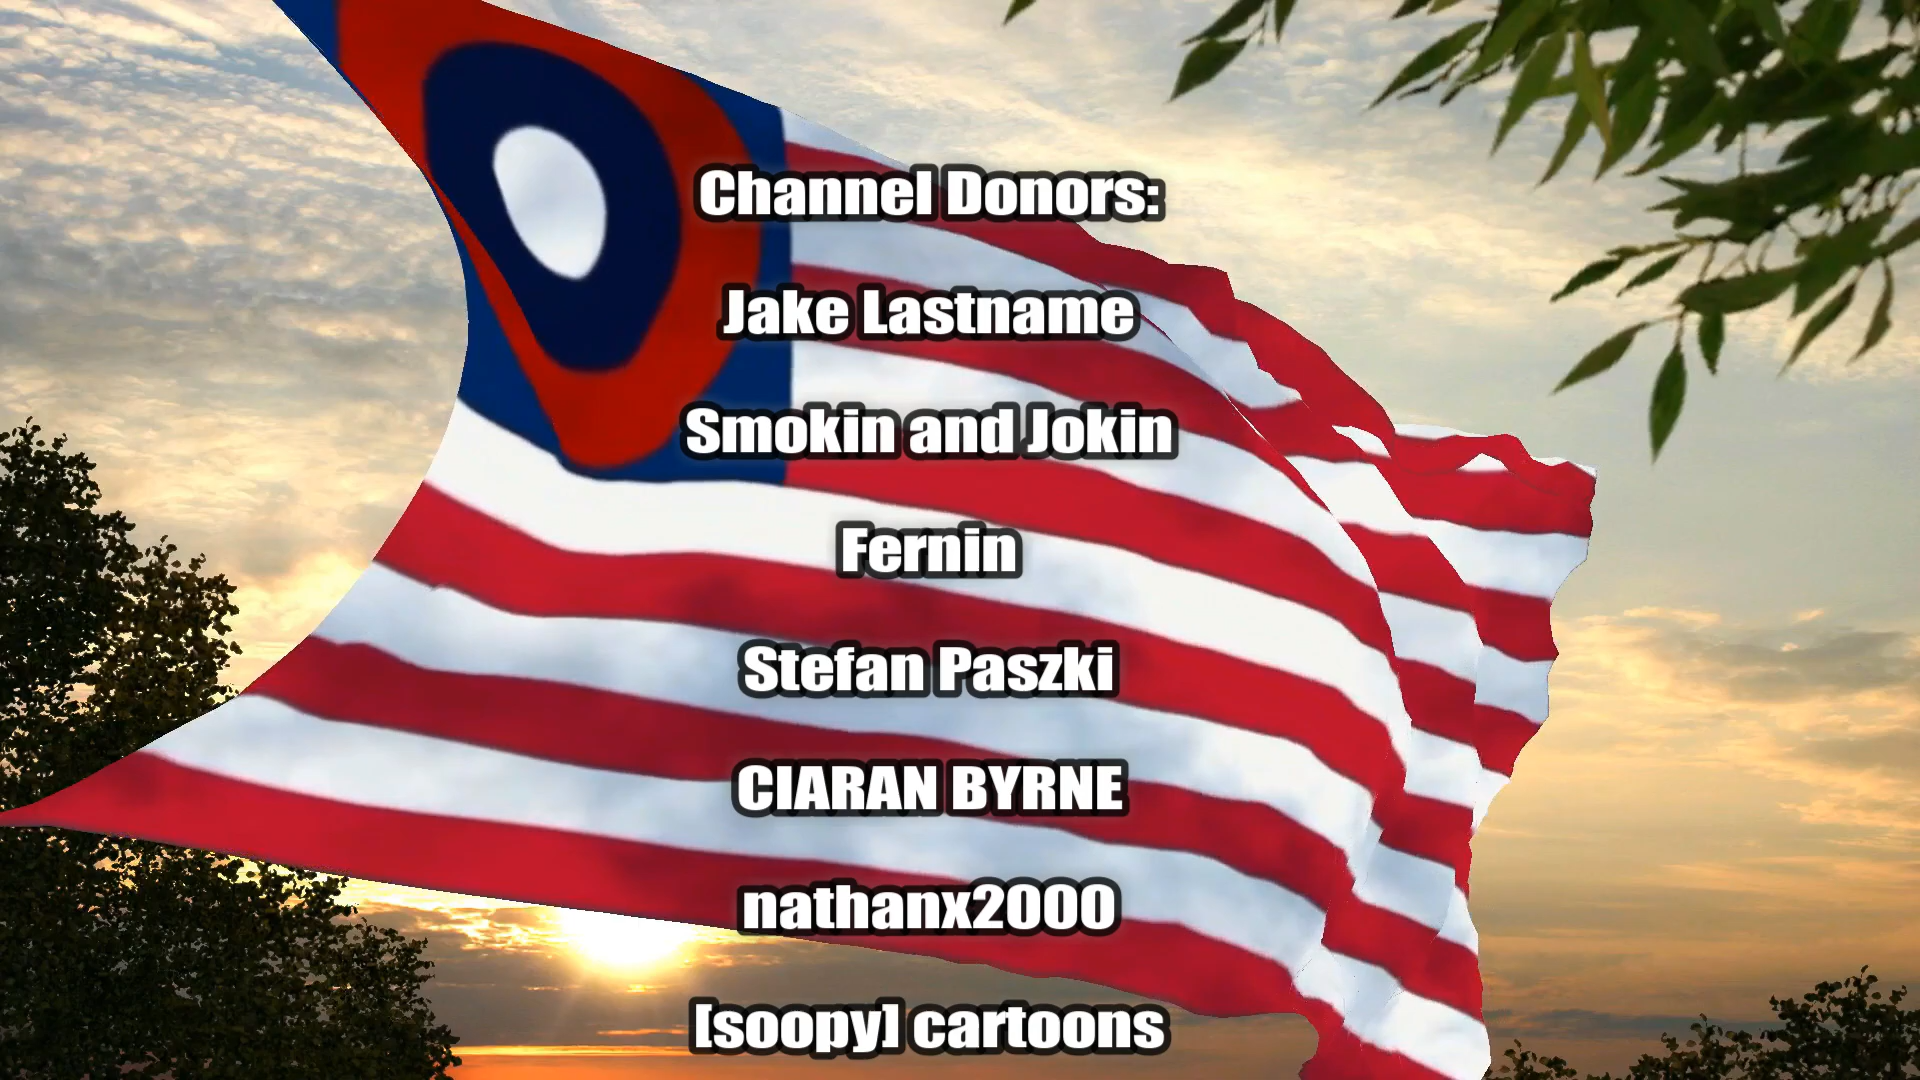 Channel Donors:
Jake Lastname
Smokin and Jokin
Fernin
Stefan Paszki
CIARAN BYRNE
nathanx2000
[soopy] cartoons